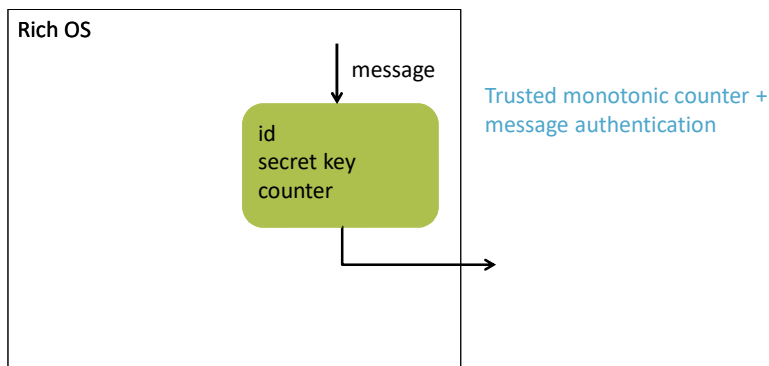 Rich OS
message
Trusted monotonic counter +
message authentication
id
secret key
counter